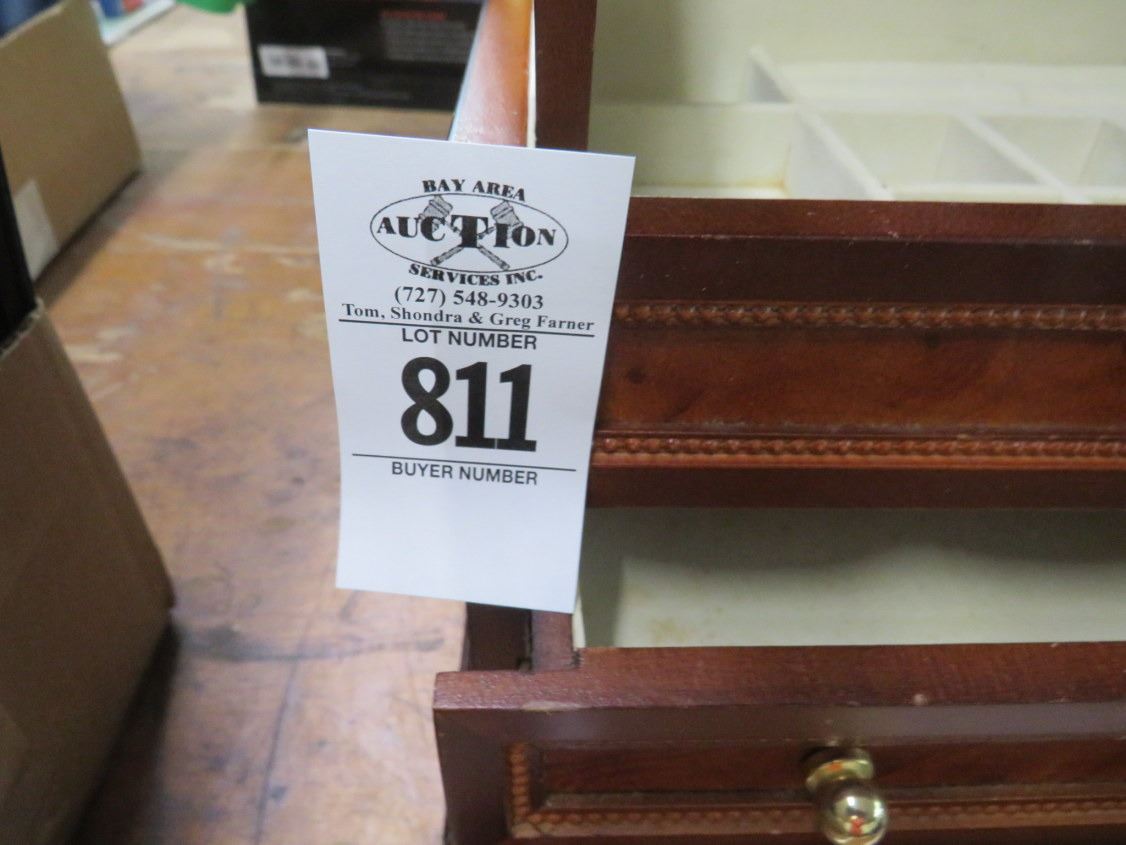 BAY AREA
AUCTION
SERVICES INC.
(727) 548-9303
Tom, Shondra & Greg Farner
LOT NUMBER
811
BUYER NUMBER